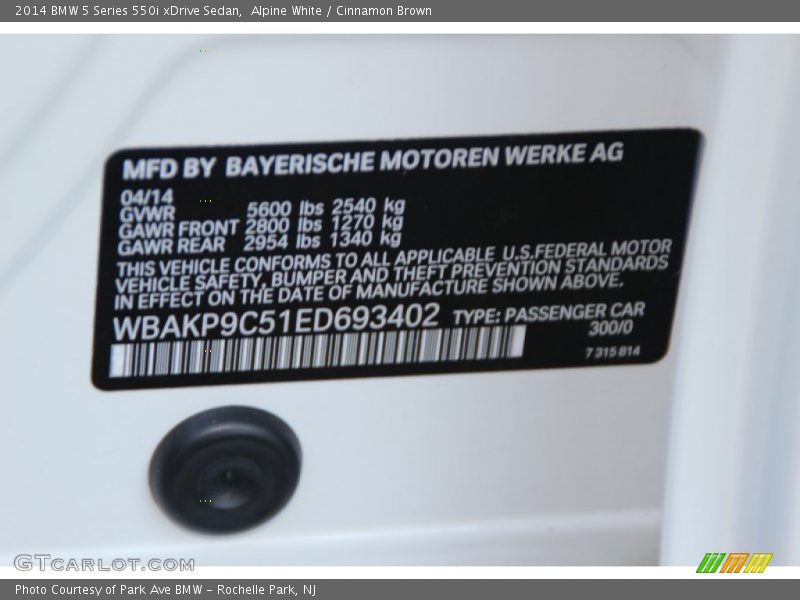 2014 BMW 5 Series 550i xDrive Sedan,  Alpine White / Cinnamon Brown
MFD BY BAYERISCHE MOTOREN WERKE AG
04/14
GVWR 5600 lbs 2540 kg
GAWR FRONT 2800 lbs 1270 kg
GAWR REAR 2954 lbs 1340 kg
THIS VEHICLE CONFORMS TO ALL APPLICABLE U.S.FEDERAL MOTOR
VEHICLE SAFETY, BUMPER AND THEFT PREVENTION STANDARDS
IN EFFECT ON THE DATE OF MANUFACTURE SHOWN ABOVE.
WBAKP9C51ED693402 TYPE: PASSENGER CAR
300/0
7 315 814
GTCARLOT.COM
Photo Courtesy of Park Ave BMW - Rochelle Park, NJ